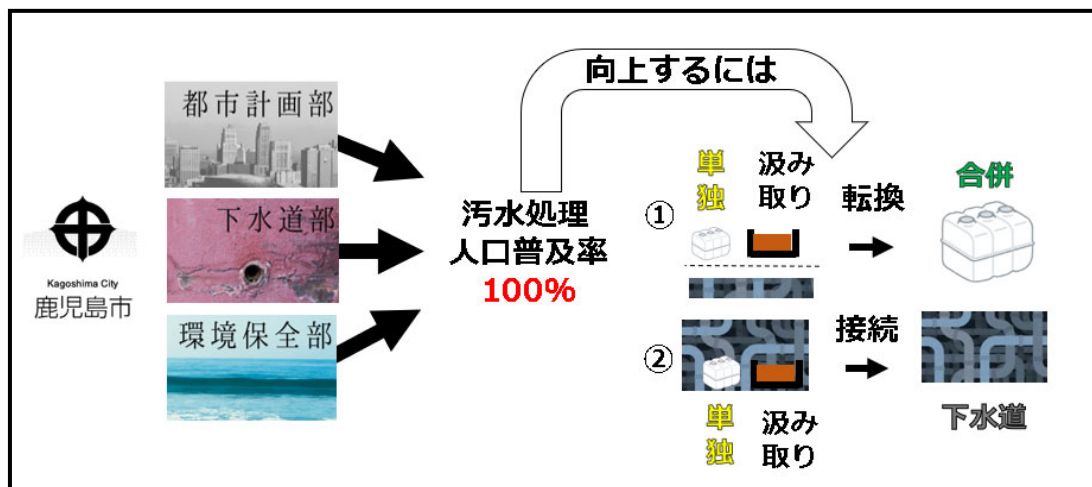 Kagoshima City
鹿児島市
都市計画部
下水道部
環境保全部
汚水処理
人口普及率
100%
向上するには
①
単独
汲み
取り
転換
合併
②
単独
汲み
取り
接続
下水道